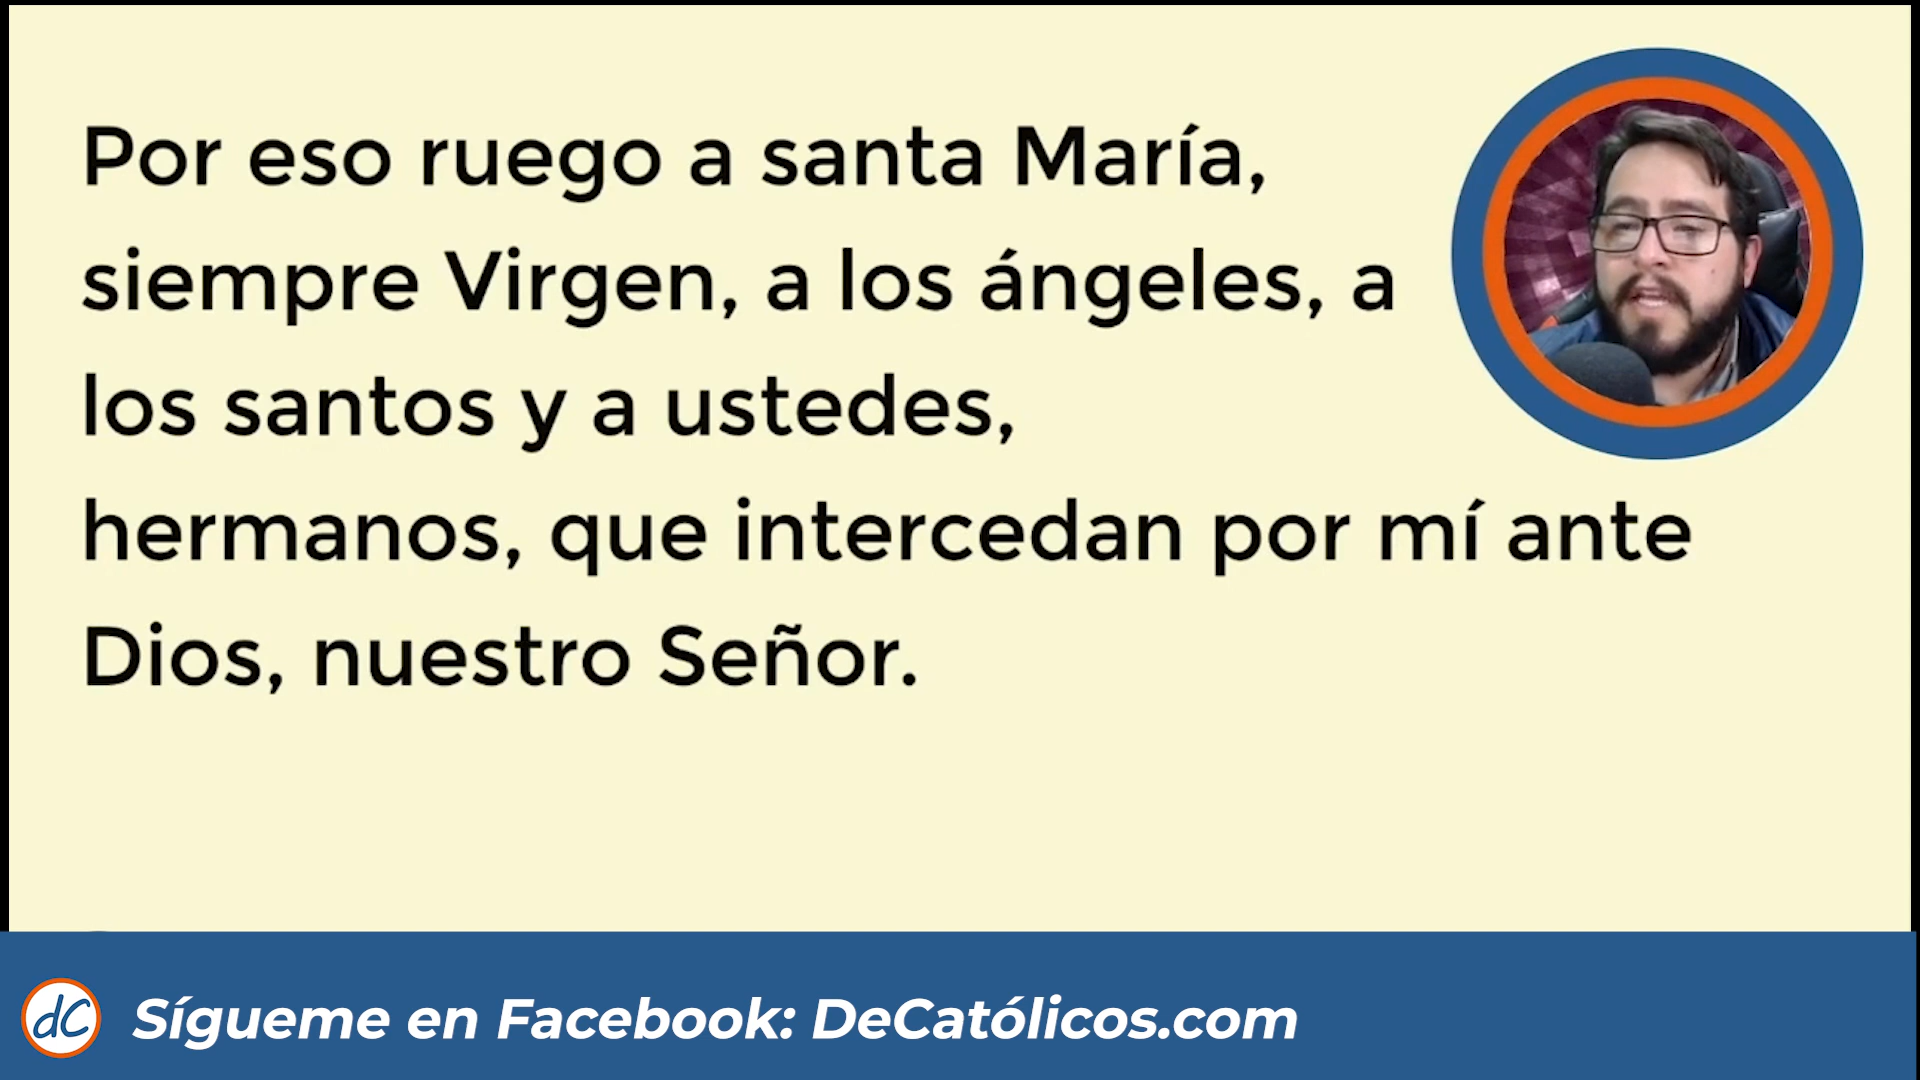 Por eso ruego a santa María,
siempre Virgen, a los ángeles, a
los santos y a ustedes,
hermanos, que intercedan por mí ante
Dios, nuestro Señor.
dC
Sígueme en Facebook: DeCatólicos.com